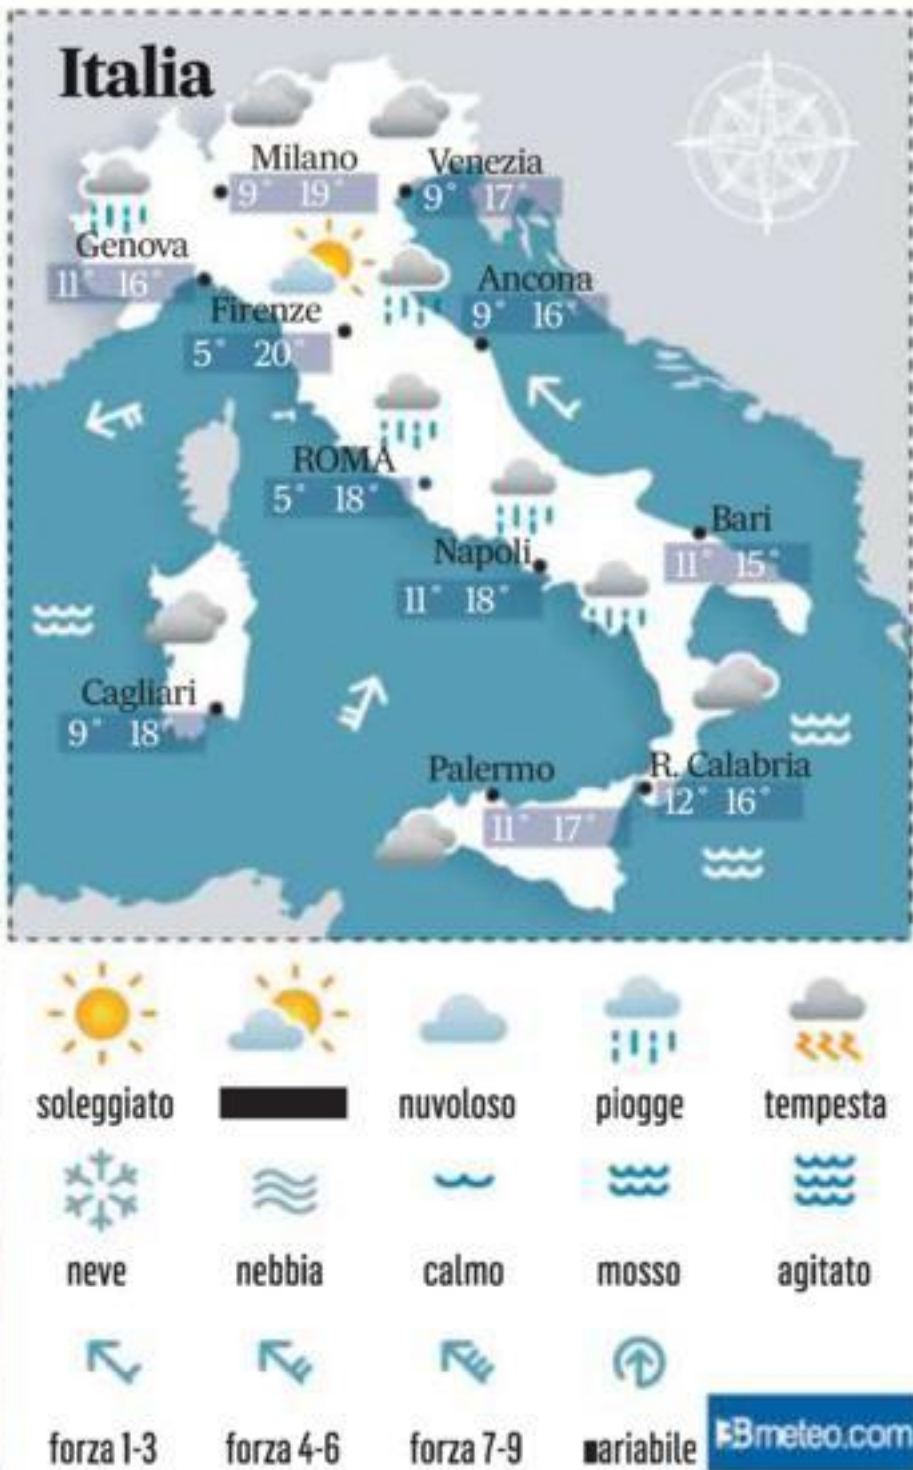 Italia
Milano
9° 19°
Venezia
9° 17°
Genova
11° 16°
Ancona
9° 16°
Firenze
5° 20°
ROMA
5° 18°
Bari
11° 15°
Napoli
11° 18°
Cagliari
9° 18°
Palermo
11° 17°
R. Calabria
12° 16°
soleggiato
nuvoloso
piogge
tempesta
neve
nebbia
calmo
mosso
agitato
forza 1-3
forza 4-6
forza 7-9
ariabile
3Bmeteo.com